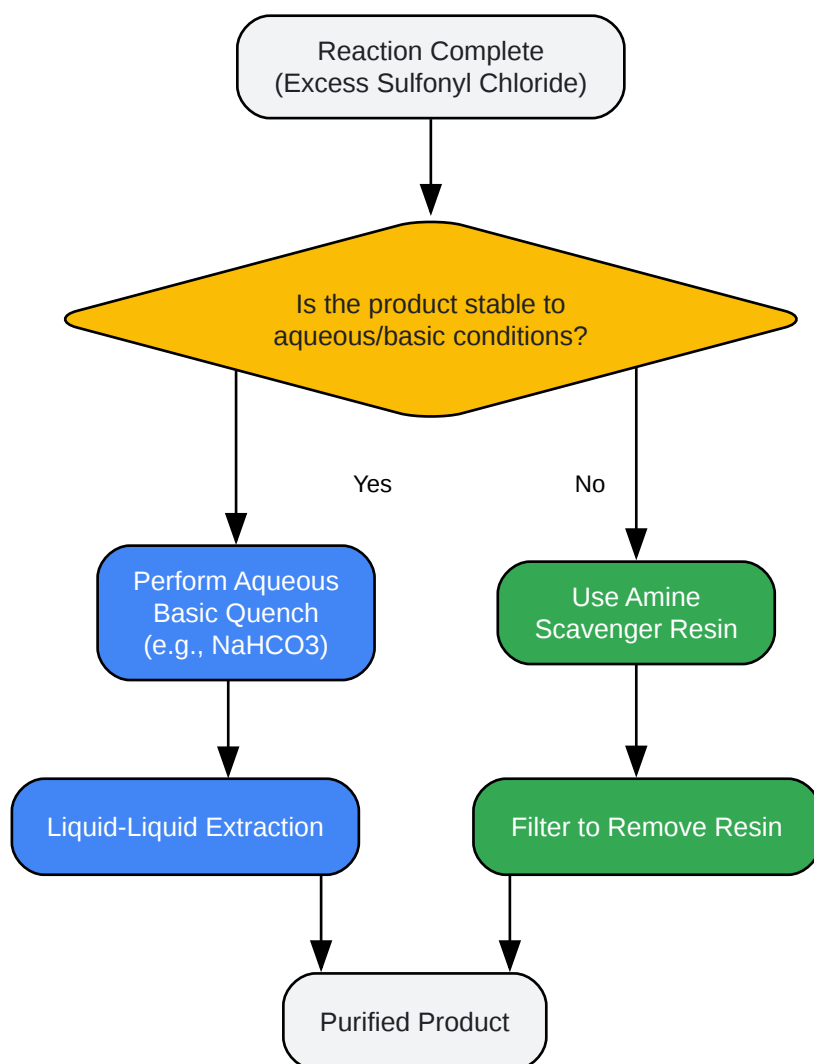 Reaction Complete
(Excess Sulfonyl Chloride)
Is the product stable to
aqueous/basic conditions?
Yes
No
Perform Aqueous
Basic Quench
(e.g., NaHCO3)
Use Amine
Scavenger Resin
Liquid-Liquid Extraction
Filter to Remove Resin
Purified Product